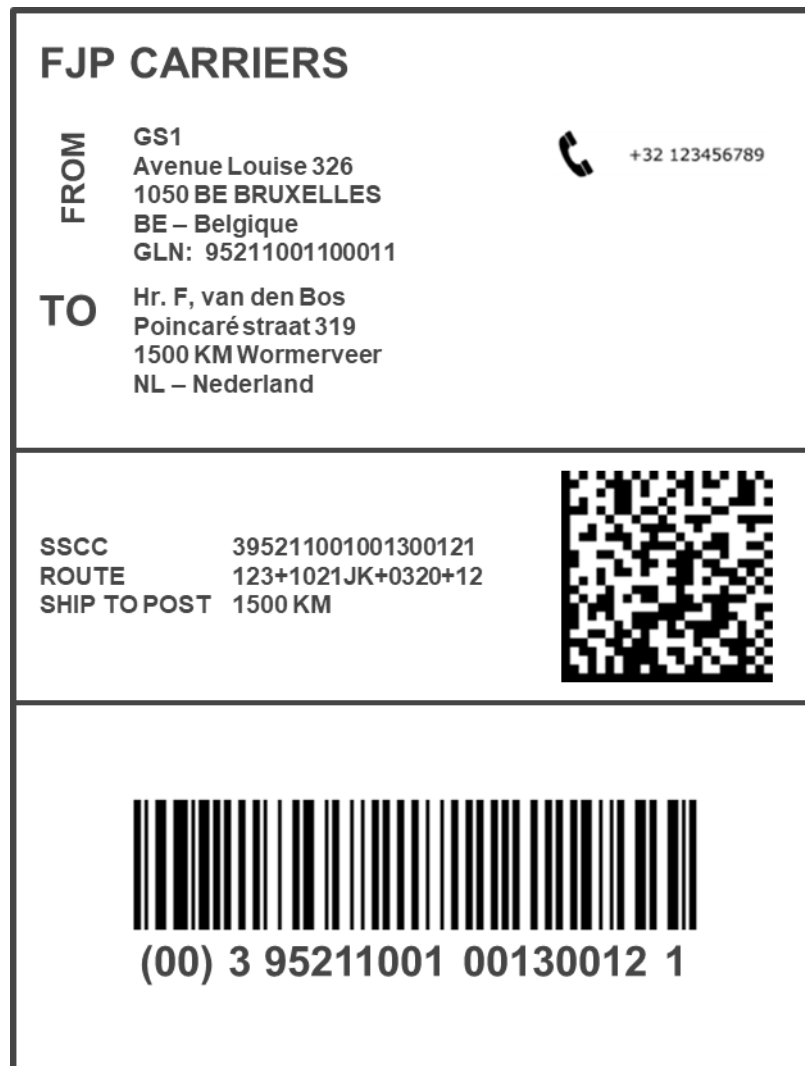 FJP CARRIERS
FROM
GS1
Avenue Louise 326
1050 BE BRUXELLES
BE – Belgique
GLN: 95211001100011
+32 123456789
TO
Hr. F, van den Bos
Poincaréstraat 319
1500 KM Wormerveer
NL – Nederland
SSCC 395211001001300121
ROUTE 123+1021JK+0320+12
SHIP TO POST 1500 KM
(00) 3 95211001 00130012 1